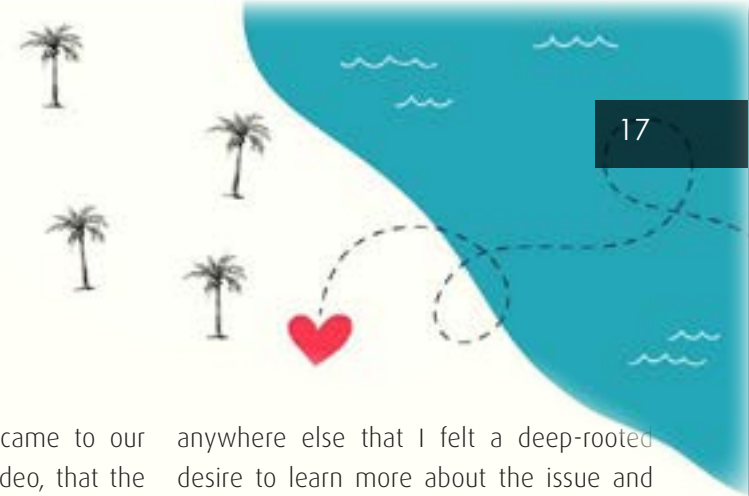 17
came to our
deo, that the
anywhere else that I felt a deep-rooted
desire to learn more about the issue and